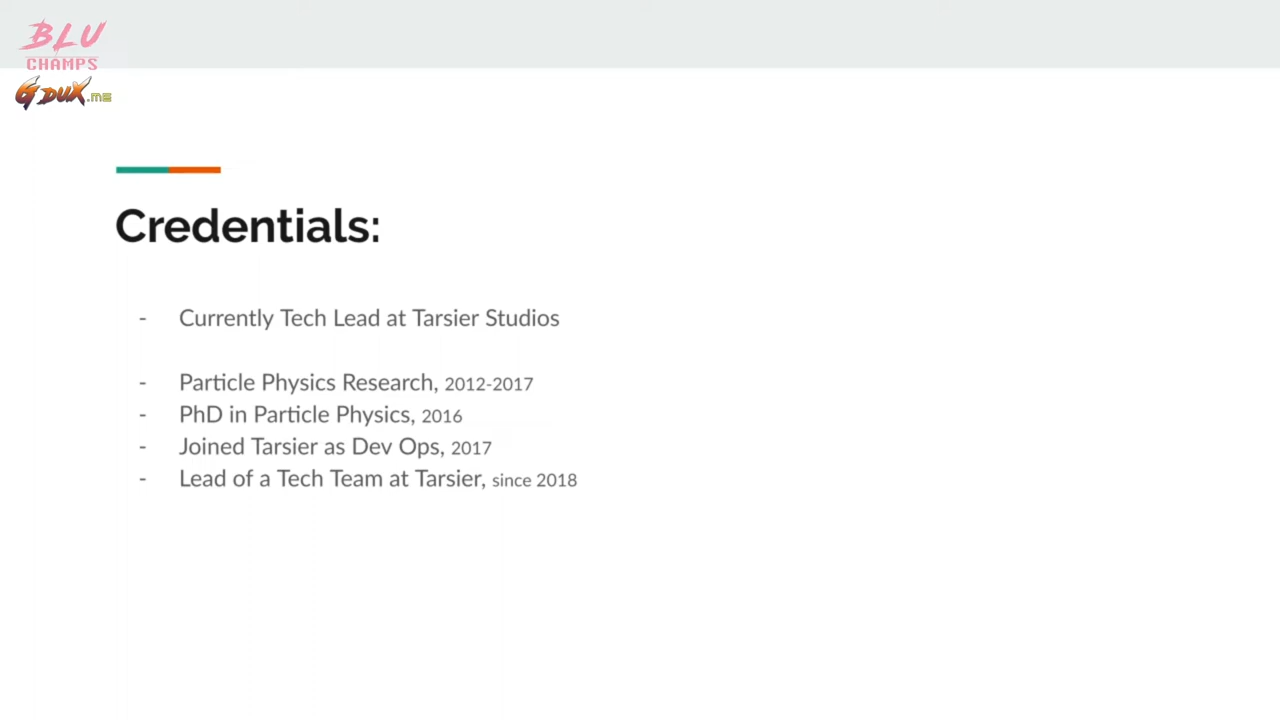 BLU
CHAMPS
G DUX.ME
Credentials:
- Currently Tech Lead at Tarsier Studios
- Particle Physics Research, 2012-2017
- PhD in Particle Physics, 2016
- Joined Tarsier as Dev Ops, 2017
- Lead of a Tech Team at Tarsier, since 2018